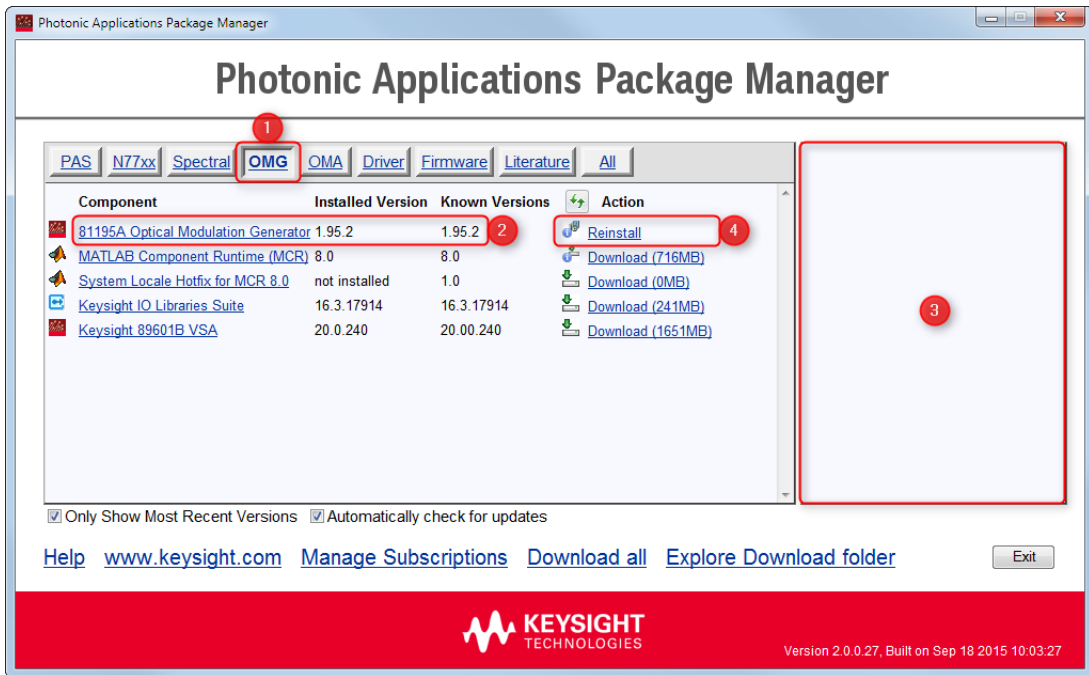 Photonic Applications Package Manager
Photonic Applications Package Manager
1
PAS N77xx Spectral OMG OMA Driver Firmware Literature All
Component Installed Version Known Versions Action
81195A Optical Modulation Generator 1.95.2 1.95.2 2 Reinstall 4
MATLAB Component Runtime (MCR) 8.0 8.0 Download (716MB)
System Locale Hotfix for MCR 8.0 not installed 1.0 Download (0MB)
Keysight IO Libraries Suite 16.3.17914 16.3.17914 Download (241MB)
3
Keysight 89601B VSA 20.0.240 20.00.240 Download (1651MB)
Only Show Most Recent Versions Automatically check for updates
Help www.keysight.com Manage Subscriptions Download all Explore Download folder Exit
KEYSIGHT
TECHNOLOGIES
Version 2.0.0.27, Built on Sep 18 2015 10:03:27